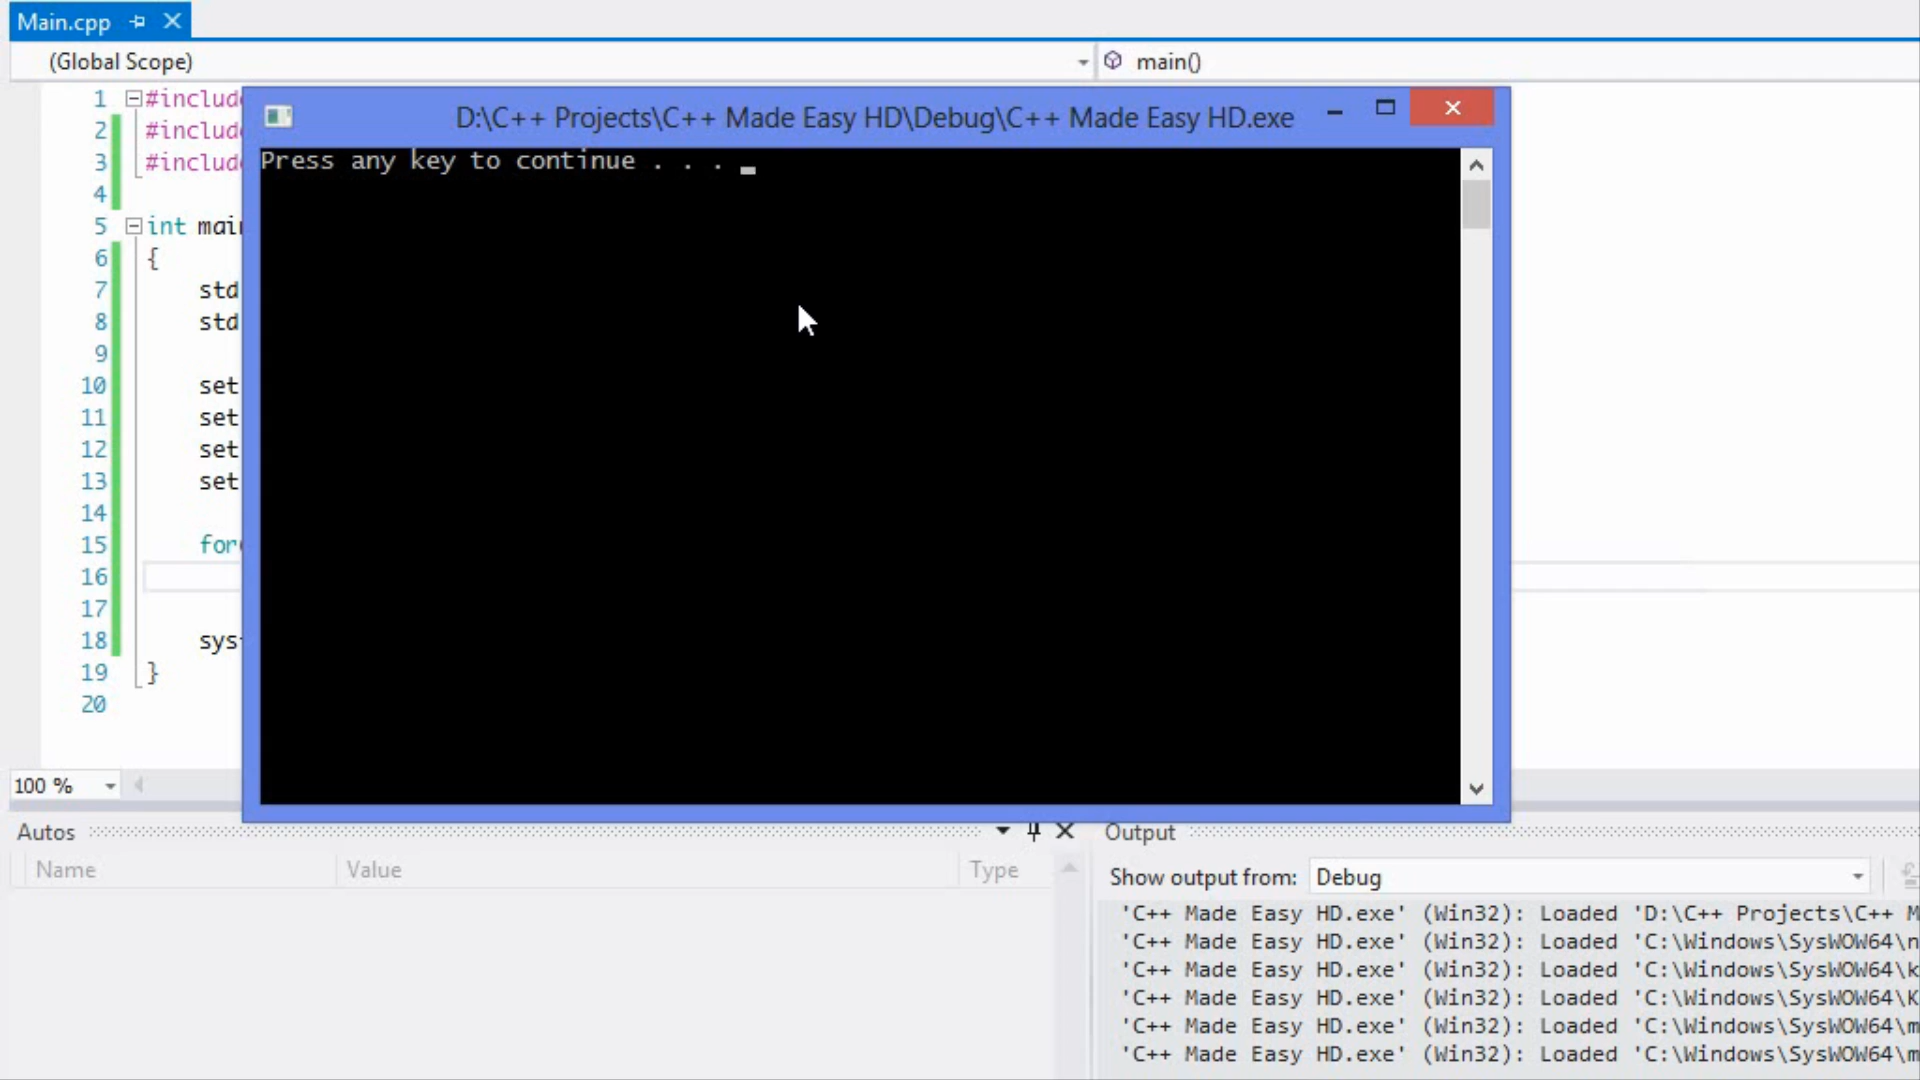 Main.cpp
(Global Scope)
main()
1 #include
2 #include
3 #include
4
5 int main
6 {
7 std
8 std
9
10 set
11 set
12 set
13 set
14
15 for(
16
17
18 syst
19 }
20
D:\C++ Projects\C++ Made Easy HD\Debug\C++ Made Easy HD.exe
Press any key to continue . . .
100 %
Autos
Name Value Type
Output
Show output from: Debug
'C++ Made Easy HD.exe' (Win32): Loaded 'D:\C++ Projects\C++ M
'C++ Made Easy HD.exe' (Win32): Loaded 'C:\Windows\SysWOW64\n
'C++ Made Easy HD.exe' (Win32): Loaded 'C:\Windows\SysWOW64\k
'C++ Made Easy HD.exe' (Win32): Loaded 'C:\Windows\SysWOW64\K
'C++ Made Easy HD.exe' (Win32): Loaded 'C:\Windows\SysWOW64\m
'C++ Made Easy HD.exe' (Win32): Loaded 'C:\Windows\SysWOW64\m